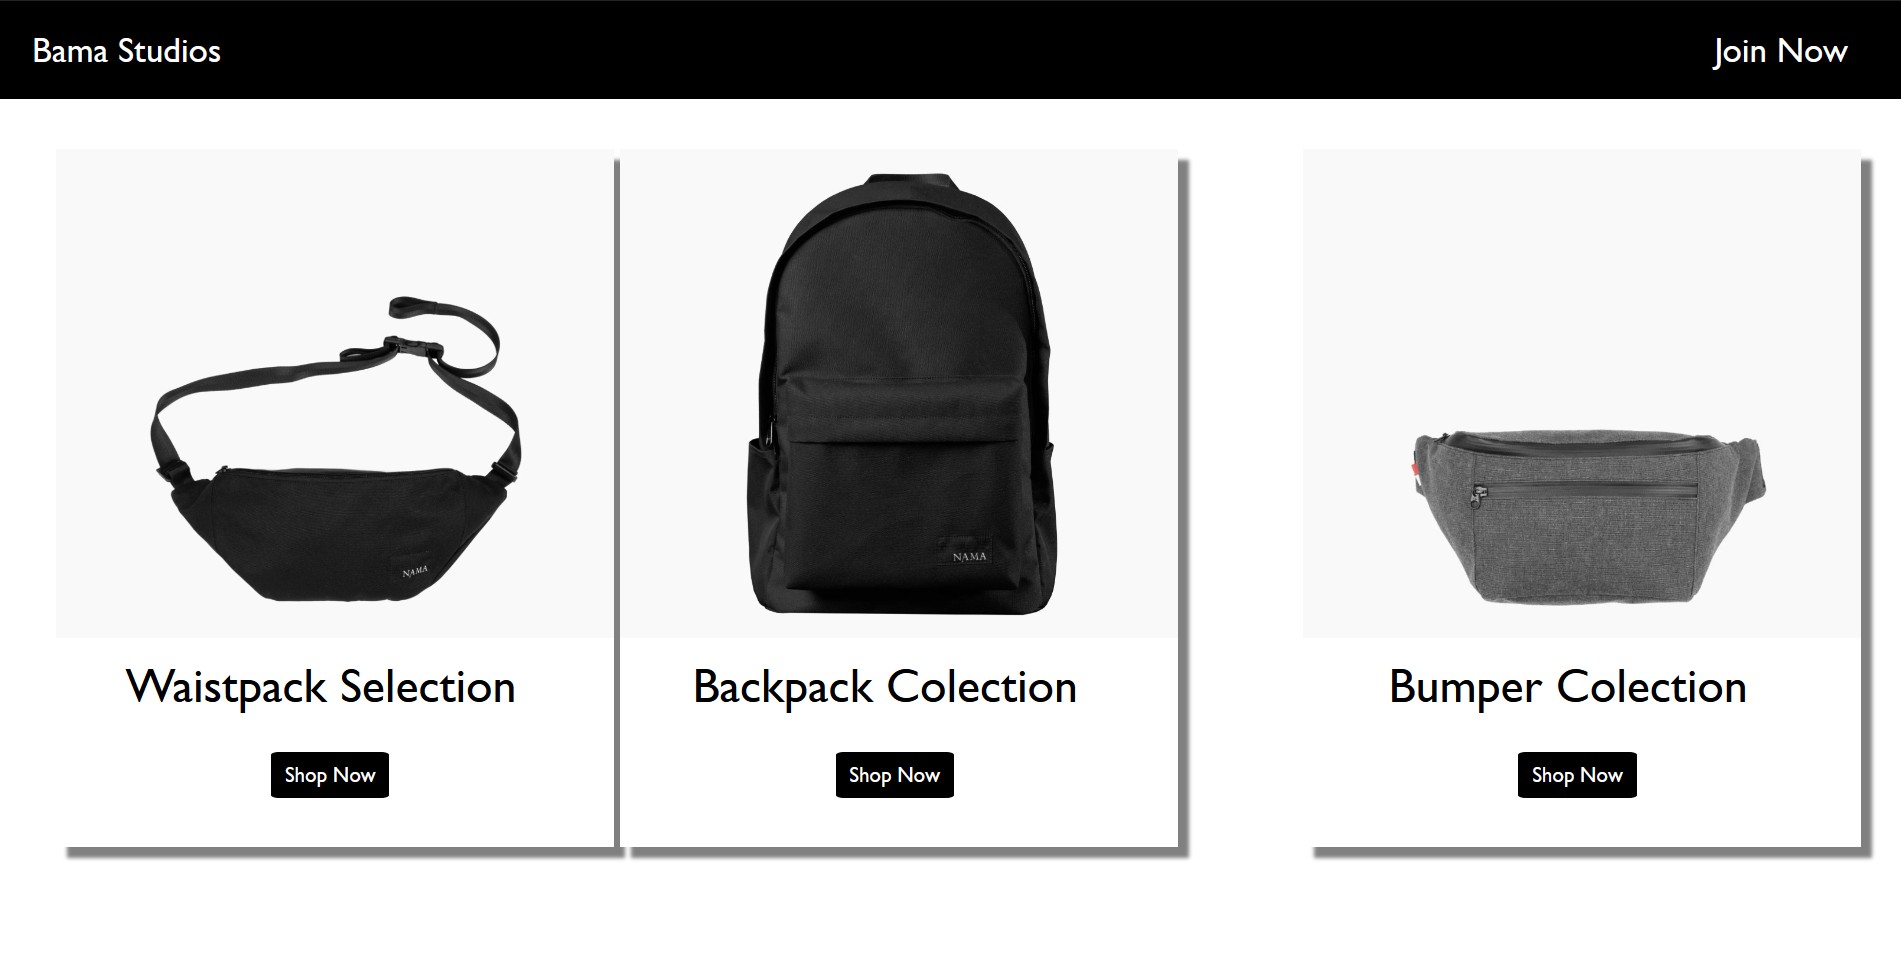 Bama Studios
Join Now
NAMA
NAMA
Waistpack Selection
Backpack Colection
Bumper Colection
Shop Now
Shop Now
Shop Now